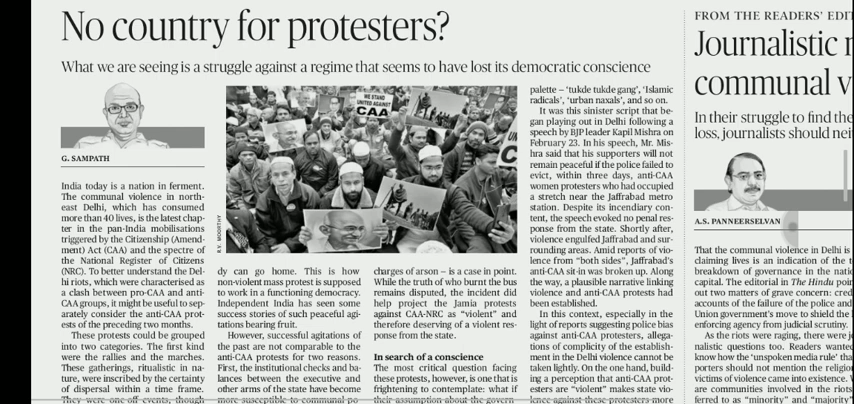 No country for protesters?
What we are seeing is a struggle against a regime that seems to have lost its democratic conscience
G. SAMPATH
India today is a nation in ferment.
The communal violence in north-
east Delhi, which has consumed
more than 40 lives, is the latest chap-
ter in the pan-India mobilisations
triggered by the Citizenship (Amend-
ment) Act (CAA) and the spectre of
the National Register of Citizens
(NRC). To better understand the Del-
hi riots, which were characterised as
a clash between pro-CAA and anti-
CAA groups, it might be useful to sep-
arately consider the anti-CAA prot-
ests of the preceding two months.
These protests could be grouped
into two categories. The first kind
were the rallies and the marches.
These gatherings, ritualistic in na-
ture, were inscribed by the certainty
of dispersal within a time frame.
They were one-off events, though
R.V. MOORTHY
WE STAND
UNITED AGAINST
CAA
dy can go home. This is how
non-violent mass protest is supposed
to work in a functioning democracy.
Independent India has seen some
success stories of such peaceful agi-
tations bearing fruit.
However, successful agitations of
the past are not comparable to the
anti-CAA protests for two reasons.
First, the institutional checks and ba-
lances between the executive and
other arms of the state have become
more susceptible to communal po-
charges of arson – is a case in point.
While the truth of who burnt the bus
remains disputed, the incident did
help project the Jamia protests
against CAA-NRC as "violent" and
therefore deserving of a violent res-
ponse from the state.
In search of a conscience
The most critical question facing
these protests, however, is one that is
frightening to contemplate: what if
their assumption about the govern-
palette – 'tukde tukde gang', 'Islamic
radicals', 'urban naxals', and so on.
It was this sinister script that be-
gan playing out in Delhi following a
speech by BJP leader Kapil Mishra on
February 23. In his speech, Mr. Mis-
hra said that his supporters will not
remain peaceful if the police failed to
evict, within three days, anti-CAA
women protesters who had occupied
a stretch near the Jaffrabad metro
station. Despite its incendiary con-
tent, the speech evoked no penal res-
ponse from the state. Shortly after,
violence engulfed Jaffrabad and sur-
rounding areas. Amid reports of vio-
lence from "both sides", Jaffrabad's
anti-CAA sit-in was broken up. Along
the way, a plausible narrative linking
violence and anti-CAA protests had
been established.
In this context, especially in the
light of reports suggesting police bias
against anti-CAA protesters, allega-
tions of complicity of the establish-
ment in the Delhi violence cannot be
taken lightly. On the one hand, build-
ing a perception that anti-CAA prot-
esters are "violent" makes state vio-
lence against these protesters more
FROM THE READERS' EDIT
Journalistic
communal v
In their struggle to find the
loss, journalists should nei
A.S. PANNEERSELVAN
That the communal violence in Delhi is
claiming lives is an indication of the t
breakdown of governance in the natio
capital. The editorial in The Hindu poin
out two matters of grave concern: cred
accounts of the failure of the police and
Union government's move to shield the l
enforcing agency from judicial scrutiny.
As the riots were raging, there were jo
nalistic questions too. Readers wanted
know how the 'unspoken media rule' tha
porters should not mention the religion
victims of violence came into existence. W
are communities involved in the riots
ferred to as "minority" and "majority"